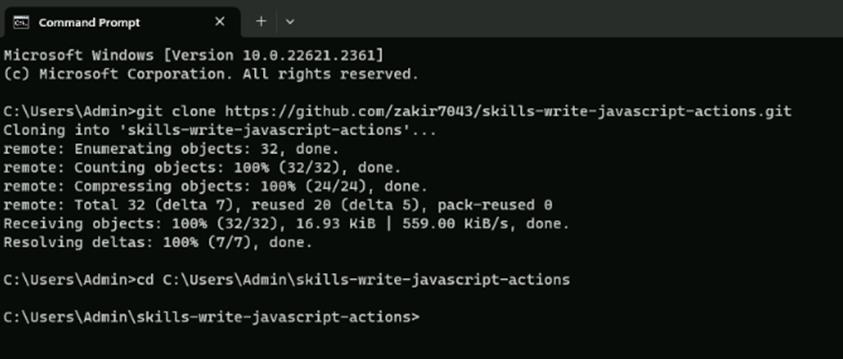 Command Prompt
Microsoft Windows [Version 10.0.22621.2361]
(c) Microsoft Corporation. All rights reserved.
C:\Users\Admin>git clone https://github.com/zakir7043/skills-write-javascript-actions.git
Cloning into 'skills-write-javascript-actions'...
remote: Enumerating objects: 32, done.
remote: Counting objects: 100% (32/32), done.
remote: Compressing objects: 100% (24/24), done.
remote: Total 32 (delta 7), reused 20 (delta 5), pack-reused 0
Receiving objects: 100% (32/32), 16.93 KiB | 559.00 KiB/s, done.
Resolving deltas: 100% (7/7), done.
C:\Users\Admin>cd C:\Users\Admin\skills-write-javascript-actions
C:\Users\Admin\skills-write-javascript-actions>